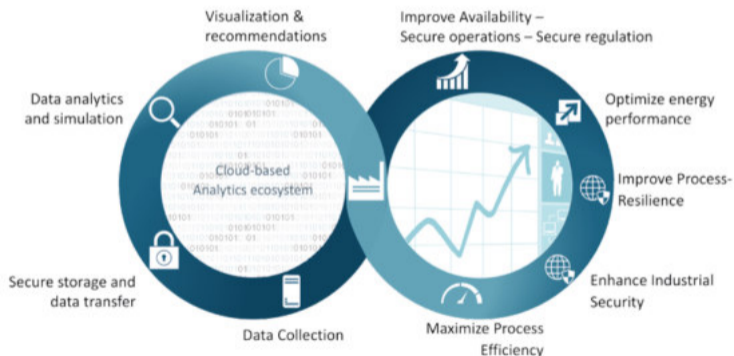 Visualization &
recommendations
Improve Availability –
Secure operations – Secure regulation
Data analytics
and simulation
Optimize energy
performance
Cloud-based
Analytics ecosystem
Improve Process-
Resilience
Secure storage and
data transfer
Enhance Industrial
Security
Data Collection
Maximize Process
Efficiency